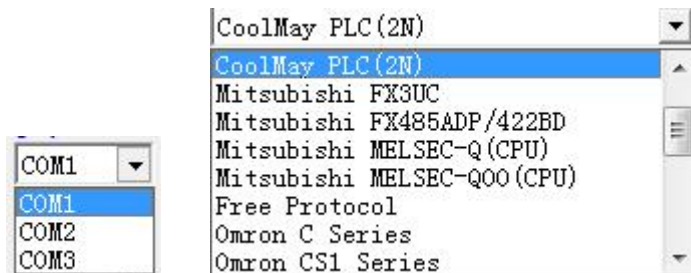 COM1
COM1
COM2
COM3
CoolMay PLC(2N)
CoolMay PLC(2N)
Mitsubishi FX3UC
Mitsubishi FX485ADP/422BD
Mitsubishi MELSEC-Q(CPU)
Mitsubishi MELSEC-Q00(CPU)
Free Protocol
Omron C Series
Omron CS1 Series